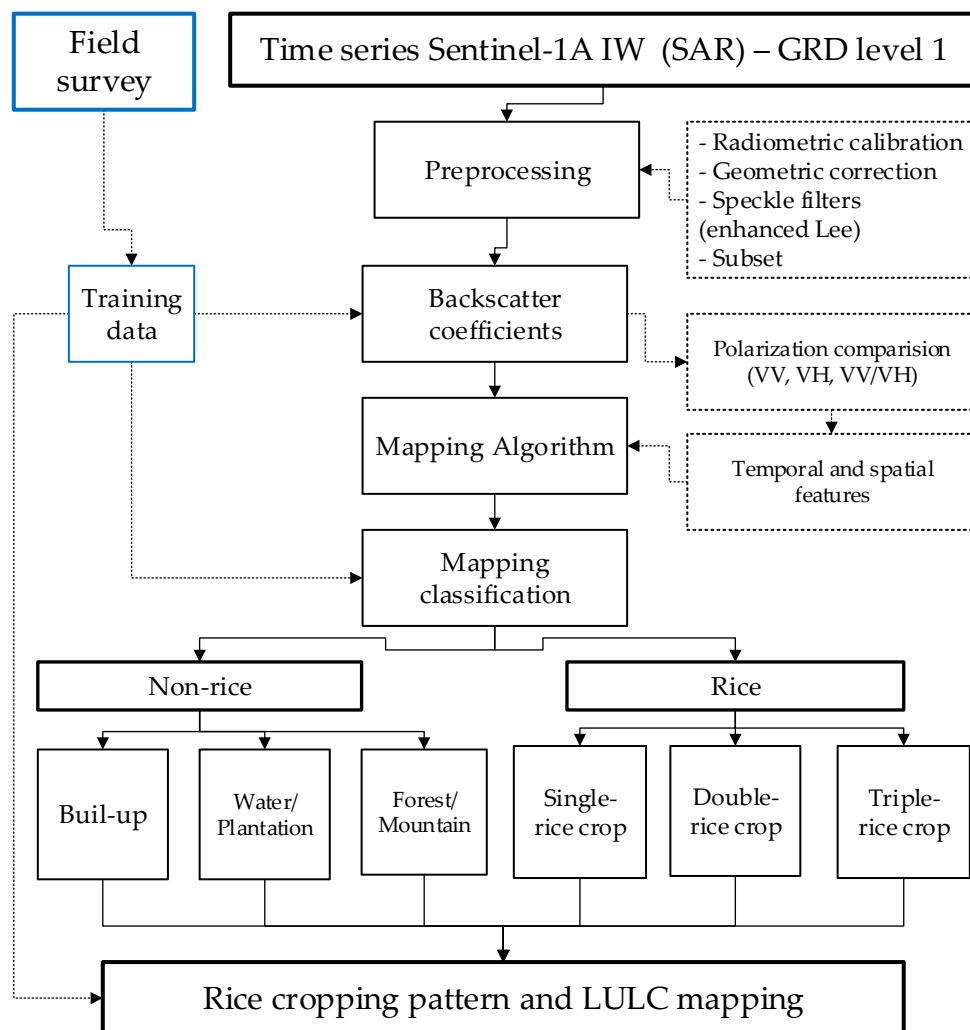 Field
survey
Time series Sentinel-1A IW (SAR) – GRD level 1
Preprocessing
- Radiometric calibration
- Geometric correction
- Speckle filters
(enhanced Lee)
- Subset
Training
data
Backscatter
coefficients
Polarization comparision
(VV, VH, VV/VH)
Mapping Algorithm
Temporal and spatial
features
Mapping
classification
Non-rice
Rice
Buil-up
Water/
Plantation
Forest/
Mountain
Single-
rice crop
Double-
rice crop
Triple-
rice crop
Rice cropping pattern and LULC mapping